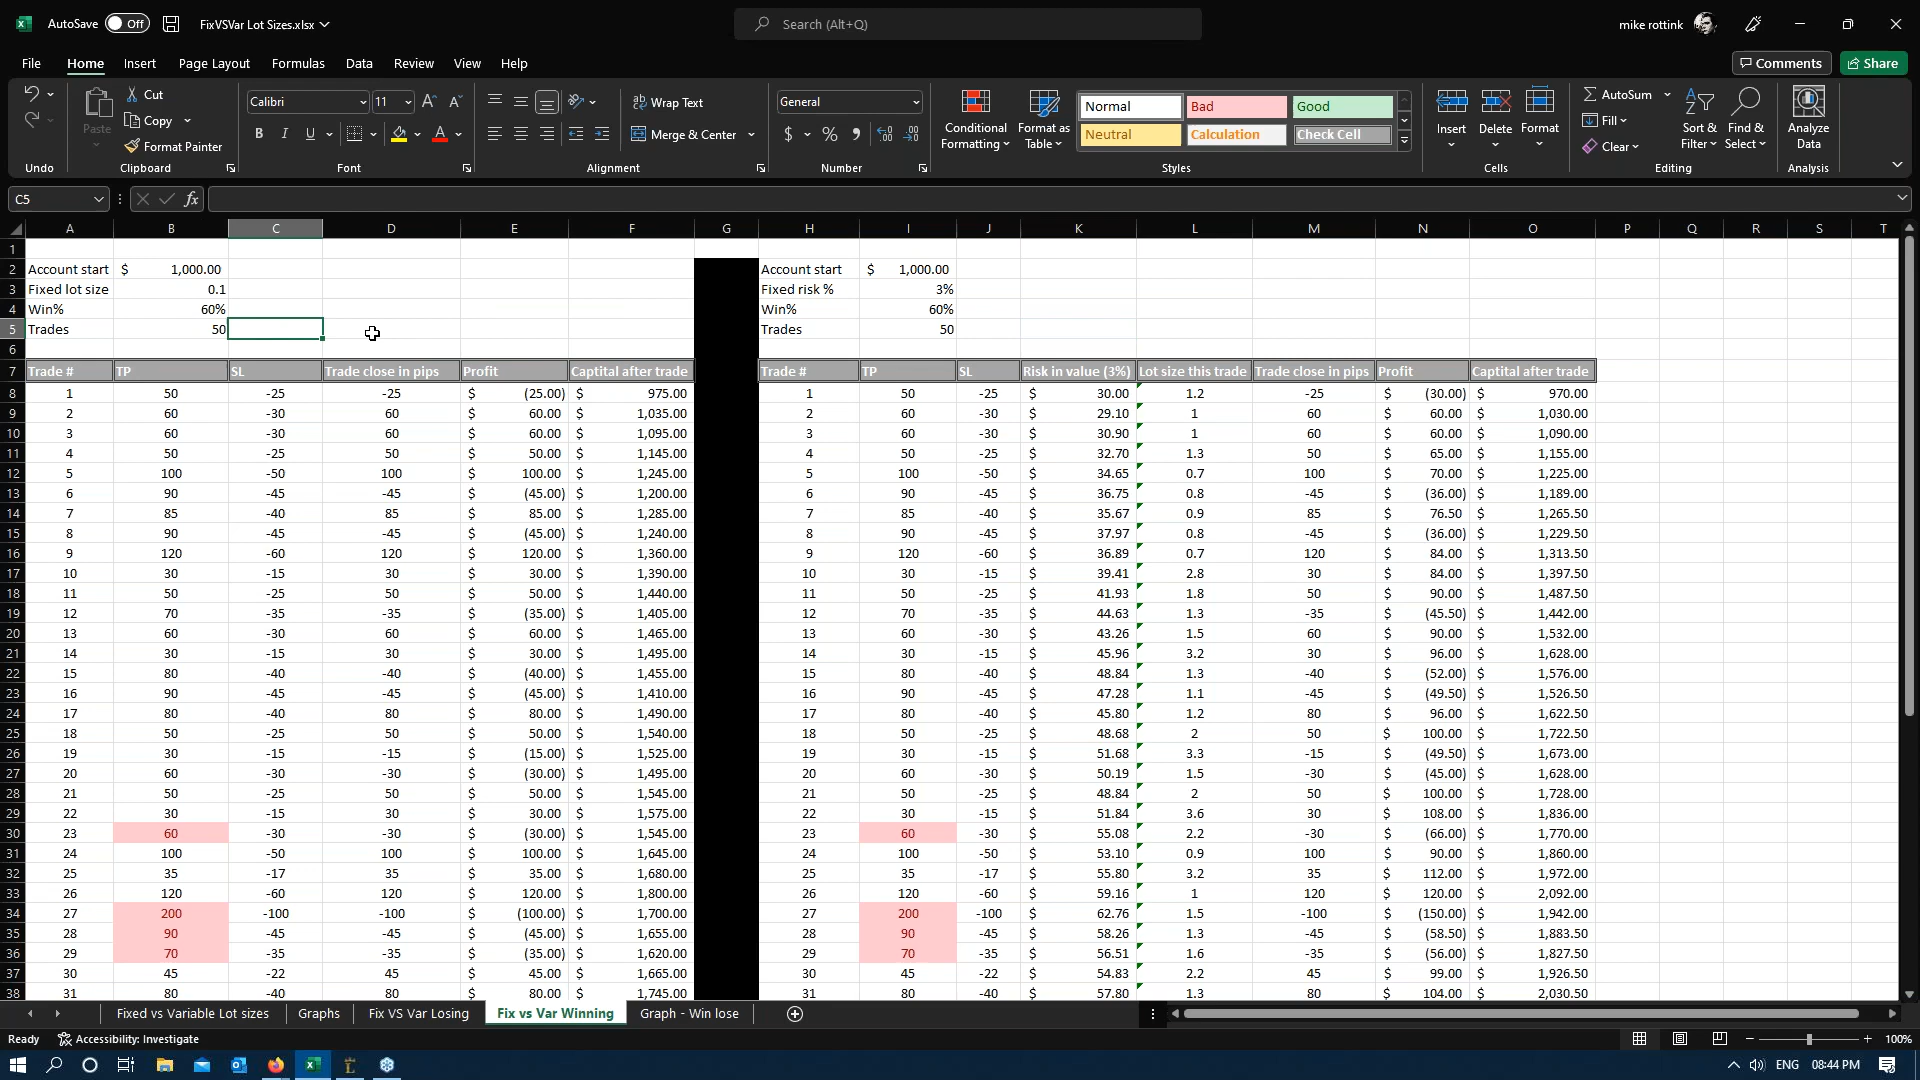 AutoSave Off FixVSVar Lot Sizes.xlsx Search (Alt+Q) mike rottink
File Home Insert Page Layout Formulas Data Review View Help Comments Share
Cut Calibri 11 Wrap Text General Conditional Formatting Format as Table Normal Bad Good Insert Delete Format AutoSum Sort & Filter Find & Select Analyze Data
Paste Copy Merge & Center Neutral Calculation Check Cell Fill
Format Painter Clear
Undo Clipboard Font Alignment Number Styles Cells Editing Analysis
C5 fx
A B C D E F G H I J K L M N O P Q R S T
1
2 Account start $ 1,000.00 Account start $ 1,000.00
3 Fixed lot size 0.1 Fixed risk % 3%
4 Win% 60% Win% 60%
5 Trades 50 Trades 50
6
7 Trade # TP SL Trade close in pips Profit Captital after trade Trade # TP SL Risk in value (3%) Lot size this trade Trade close in pips Profit Captital after trade
8 1 50 -25 -25 $ (25.00) $ 975.00 1 50 -25 $ 30.00 1.2 -25 $ (30.00) $ 970.00
9 2 60 -30 60 $ 60.00 $ 1,035.00 2 60 -30 $ 29.10 1 60 $ 60.00 $ 1,030.00
10 3 60 -30 60 $ 60.00 $ 1,095.00 3 60 -30 $ 30.90 1 60 $ 60.00 $ 1,090.00
11 4 50 -25 50 $ 50.00 $ 1,145.00 4 50 -25 $ 32.70 1.3 50 $ 65.00 $ 1,155.00
12 5 100 -50 100 $ 100.00 $ 1,245.00 5 100 -50 $ 34.65 0.7 100 $ 70.00 $ 1,225.00
13 6 90 -45 -45 $ (45.00) $ 1,200.00 6 90 -45 $ 36.75 0.8 -45 $ (36.00) $ 1,189.00
14 7 85 -40 85 $ 85.00 $ 1,285.00 7 85 -40 $ 35.67 0.9 85 $ 76.50 $ 1,265.50
15 8 90 -45 -45 $ (45.00) $ 1,240.00 8 90 -45 $ 37.97 0.8 -45 $ (36.00) $ 1,229.50
16 9 120 -60 120 $ 120.00 $ 1,360.00 9 120 -60 $ 36.89 0.7 120 $ 84.00 $ 1,313.50
17 10 30 -15 30 $ 30.00 $ 1,390.00 10 30 -15 $ 39.41 2.8 30 $ 84.00 $ 1,397.50
18 11 50 -25 50 $ 50.00 $ 1,440.00 11 50 -25 $ 41.93 1.8 50 $ 90.00 $ 1,487.50
19 12 70 -35 -35 $ (35.00) $ 1,405.00 12 70 -35 $ 44.63 1.3 -35 $ (45.50) $ 1,442.00
20 13 60 -30 60 $ 60.00 $ 1,465.00 13 60 -30 $ 43.26 1.5 60 $ 90.00 $ 1,532.00
21 14 30 -15 30 $ 30.00 $ 1,495.00 14 30 -15 $ 45.96 3.2 30 $ 96.00 $ 1,628.00
22 15 80 -40 -40 $ (40.00) $ 1,455.00 15 80 -40 $ 48.84 1.3 -40 $ (52.00) $ 1,576.00
23 16 90 -45 -45 $ (45.00) $ 1,410.00 16 90 -45 $ 47.28 1.1 -45 $ (49.50) $ 1,526.50
24 17 80 -40 80 $ 80.00 $ 1,490.00 17 80 -40 $ 45.80 1.2 80 $ 96.00 $ 1,622.50
25 18 50 -25 50 $ 50.00 $ 1,540.00 18 50 -25 $ 48.68 2 50 $ 100.00 $ 1,722.50
26 19 30 -15 -15 $ (15.00) $ 1,525.00 19 30 -15 $ 51.68 3.3 -15 $ (49.50) $ 1,673.00
27 20 60 -30 -30 $ (30.00) $ 1,495.00 20 60 -30 $ 50.19 1.5 -30 $ (45.00) $ 1,628.00
28 21 50 -25 50 $ 50.00 $ 1,545.00 21 50 -25 $ 48.84 2 50 $ 100.00 $ 1,728.00
29 22 30 -15 30 $ 30.00 $ 1,575.00 22 30 -15 $ 51.84 3.6 30 $ 108.00 $ 1,836.00
30 23 60 -30 -30 $ (30.00) $ 1,545.00 23 60 -30 $ 55.08 2.2 -30 $ (66.00) $ 1,770.00
31 24 100 -50 100 $ 100.00 $ 1,645.00 24 100 -50 $ 53.10 0.9 100 $ 90.00 $ 1,860.00
32 25 35 -17 35 $ 35.00 $ 1,680.00 25 35 -17 $ 55.80 3.2 35 $ 112.00 $ 1,972.00
33 26 120 -60 120 $ 120.00 $ 1,800.00 26 120 -60 $ 59.16 1 120 $ 120.00 $ 2,092.00
34 27 200 -100 -100 $ (100.00) $ 1,700.00 27 200 -100 $ 62.76 1.5 -100 $ (150.00) $ 1,942.00
35 28 90 -45 -45 $ (45.00) $ 1,655.00 28 90 -45 $ 58.26 1.3 -45 $ (58.50) $ 1,883.50
36 29 70 -35 -35 $ (35.00) $ 1,620.00 29 70 -35 $ 56.51 1.6 -35 $ (56.00) $ 1,827.50
37 30 45 -22 45 $ 45.00 $ 1,665.00 30 45 -22 $ 54.83 2.2 45 $ 99.00 $ 1,926.50
38 31 80 -40 80 $ 80.00 $ 1,745.00 31 80 -40 $ 57.80 1.3 80 $ 104.00 $ 2,030.50
Fixed vs Variable Lot sizes Graphs Fix VS Var Losing Fix vs Var Winning Graph - Win lose
Ready Accessibility: Investigate 100%
ENG 08:44 PM